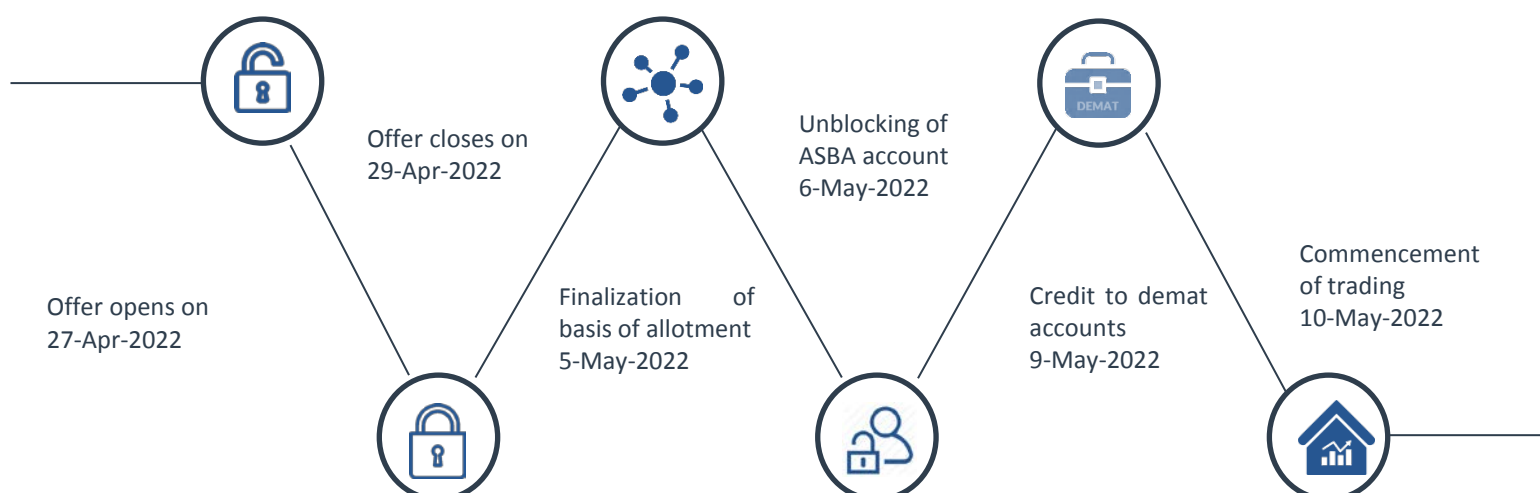 Offer opens on
27-Apr-2022
Offer closes on
29-Apr-2022
Finalization of
basis of allotment
5-May-2022
Unblocking of
ASBA account
6-May-2022
DEMAT
Credit to demat
accounts
9-May-2022
Commencement
of trading
10-May-2022